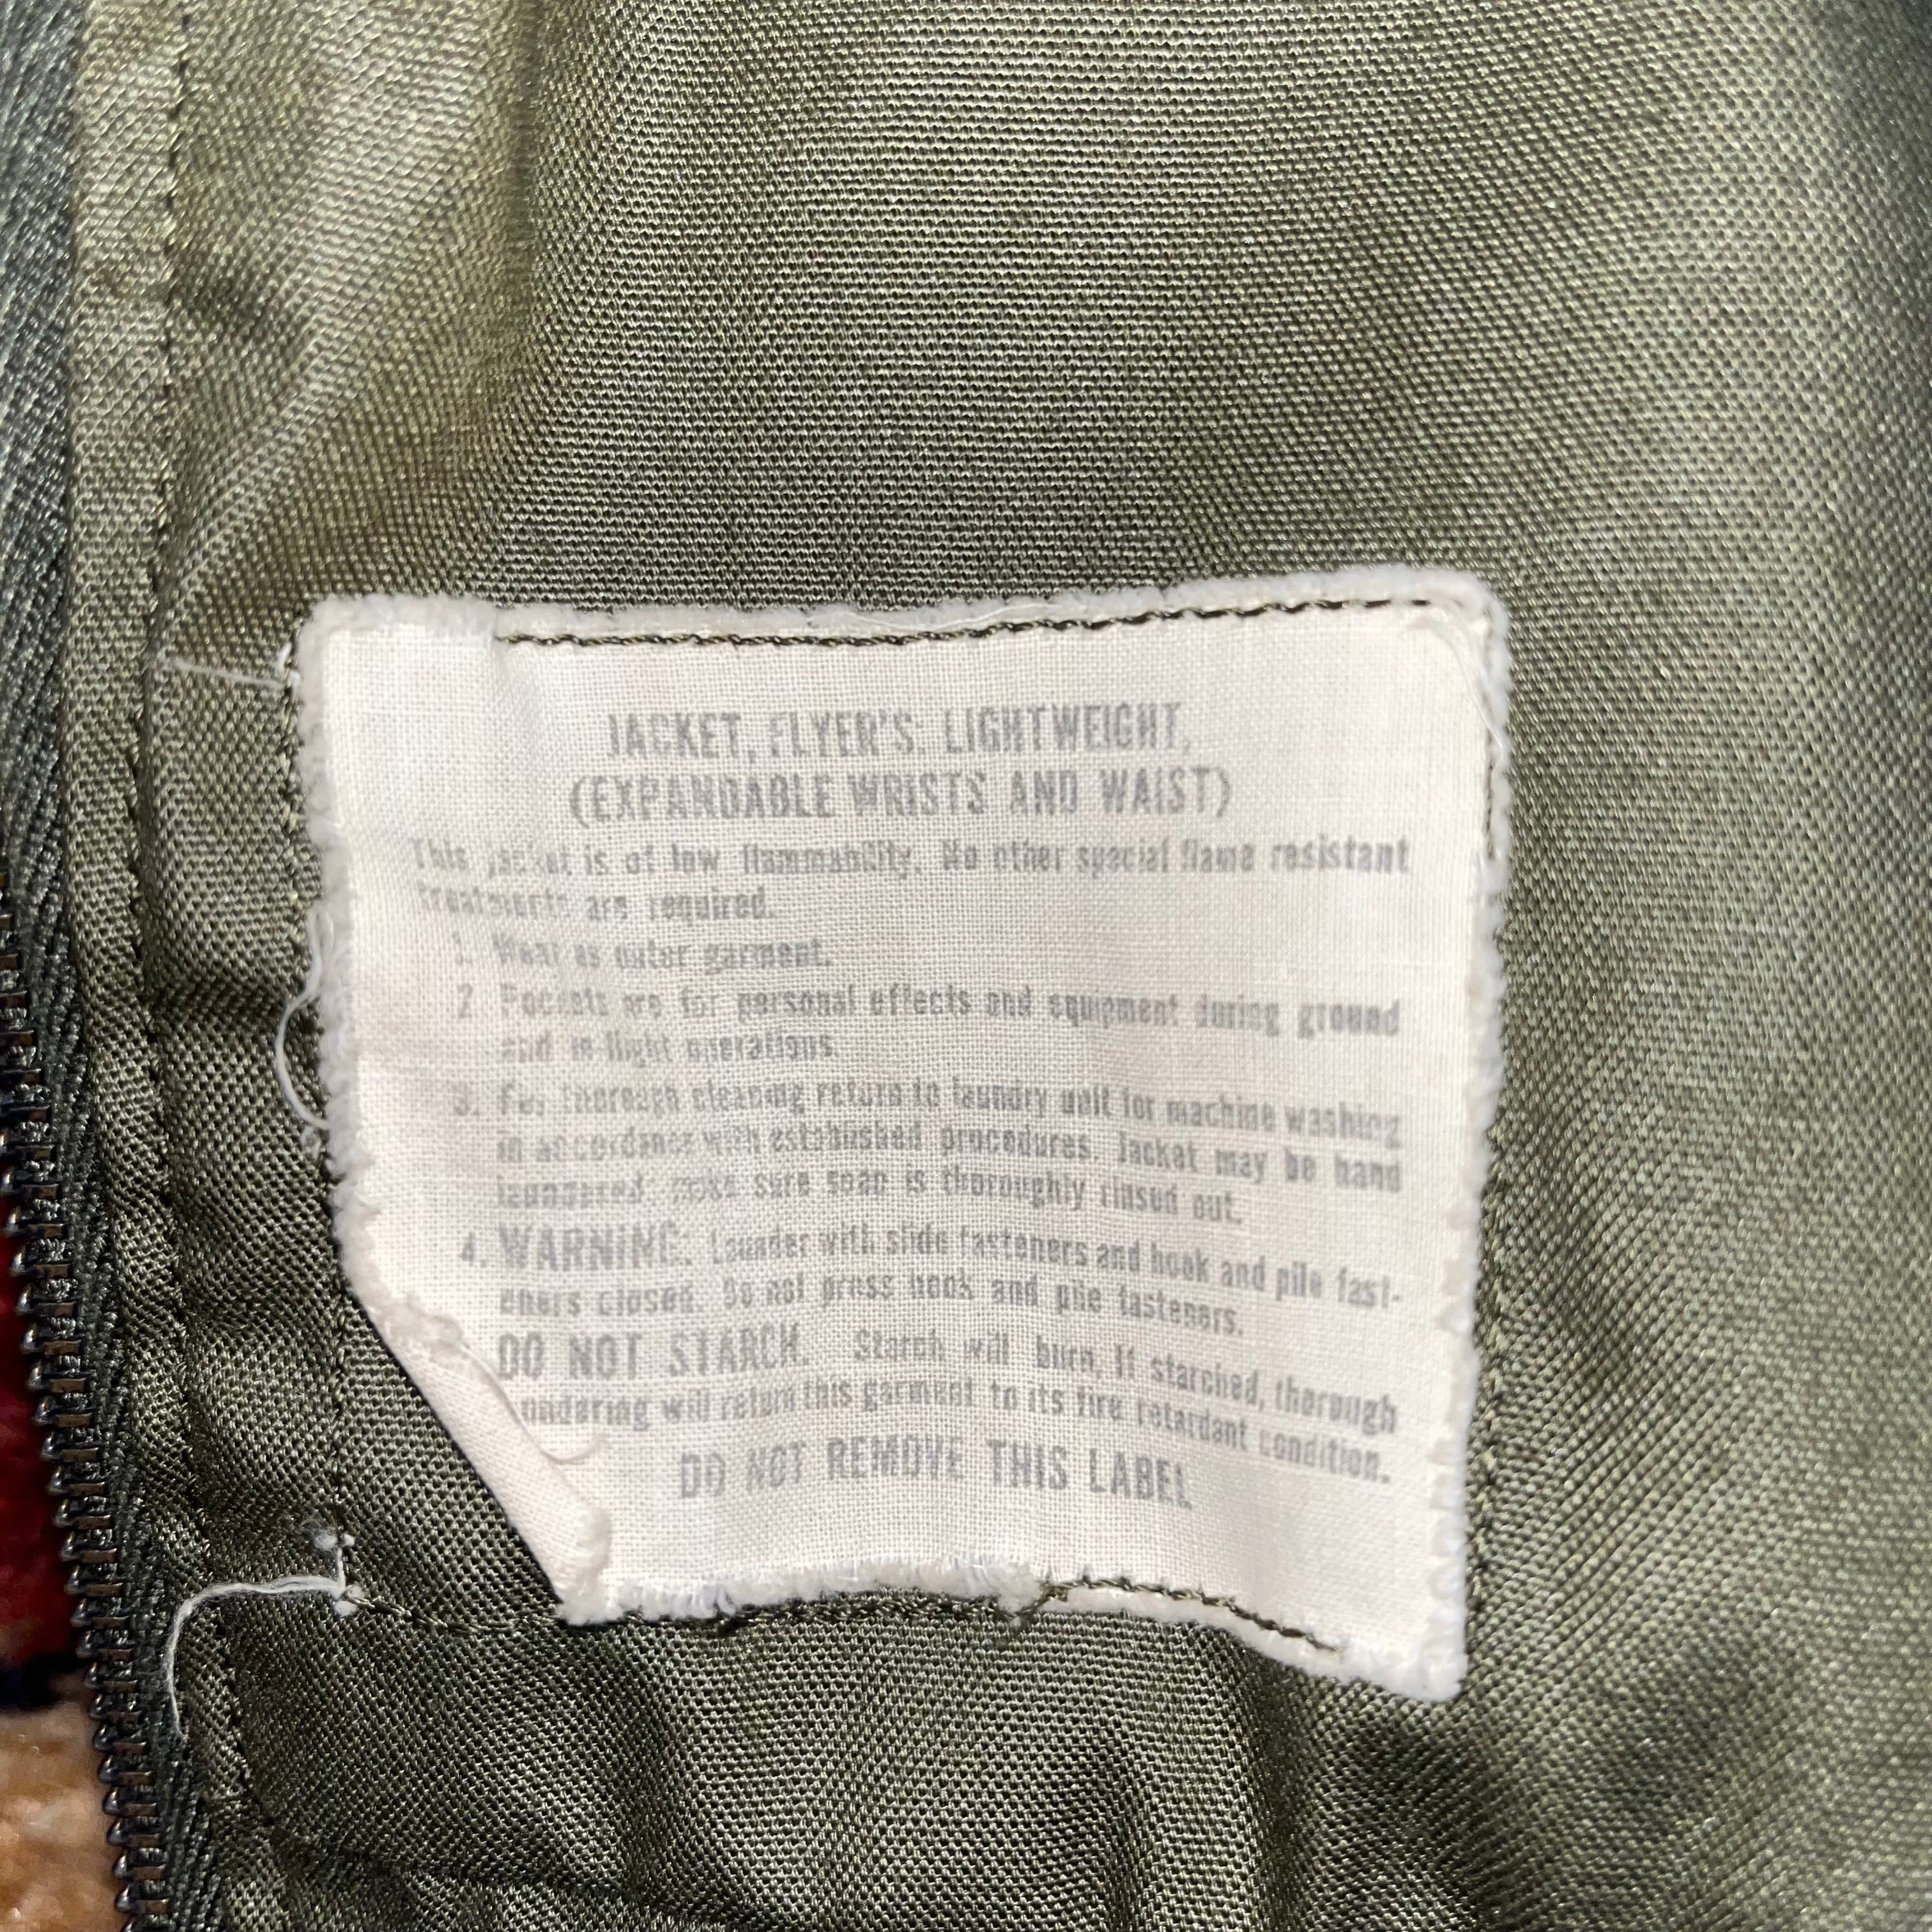 JACKET, FLYER'S: LIGHTWEIGHT,
(EXPANDABLE WRISTS AND WAIST)
This jacket is of low flammability. No other special flame resistant
treatments are required.
1. Wear as outer garment.
2 Pockets are for personal effects and equipment during ground
and in-flight operations
3. For thorough cleaning return to laundry unit for machine washing
in accordance with established procedures. Jacket may be hand
laundered. Make sure soap is thoroughly rinsed out.
4. WARNING: Launder with slide fasteners and hook and pile fast-
eners closed. Do not press hook and pile fasteners.
DO NOT STARCH. Starch will burn. If starched, thorough
undering will return this garment to its fire retardant condition.
DO NOT REMOVE THIS LABEL